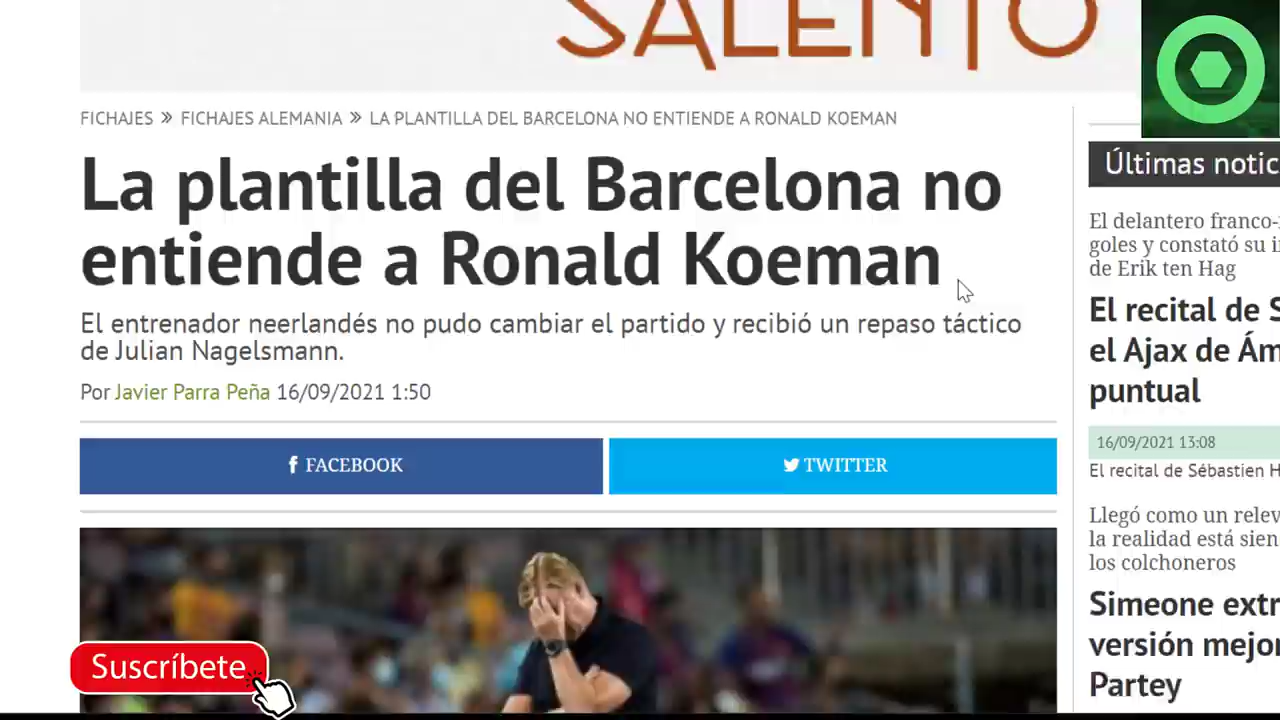 SALENTO
FICHAJES » FICHAJES ALEMANIA » LA PLANTILLA DEL BARCELONA NO ENTIENDE A RONALD KOEMAN
La plantilla del Barcelona no
entiende a Ronald Koeman
El entrenador neerlandés no pudo cambiar el partido y recibió un repaso táctico
de Julian Nagelsmann.
Por Javier Parra Peña 16/09/2021 1:50
f FACEBOOK
TWITTER
Suscríbete
Últimas notic
El delantero franco-
goles y constató su i
de Erik ten Hag
El recital de S
el Ajax de Ám
puntual
16/09/2021 13:08
El recital de Sébastien H
Llegó como un relev
la realidad está sien
los colchoneros
Simeone extr
versión mejo
Partey